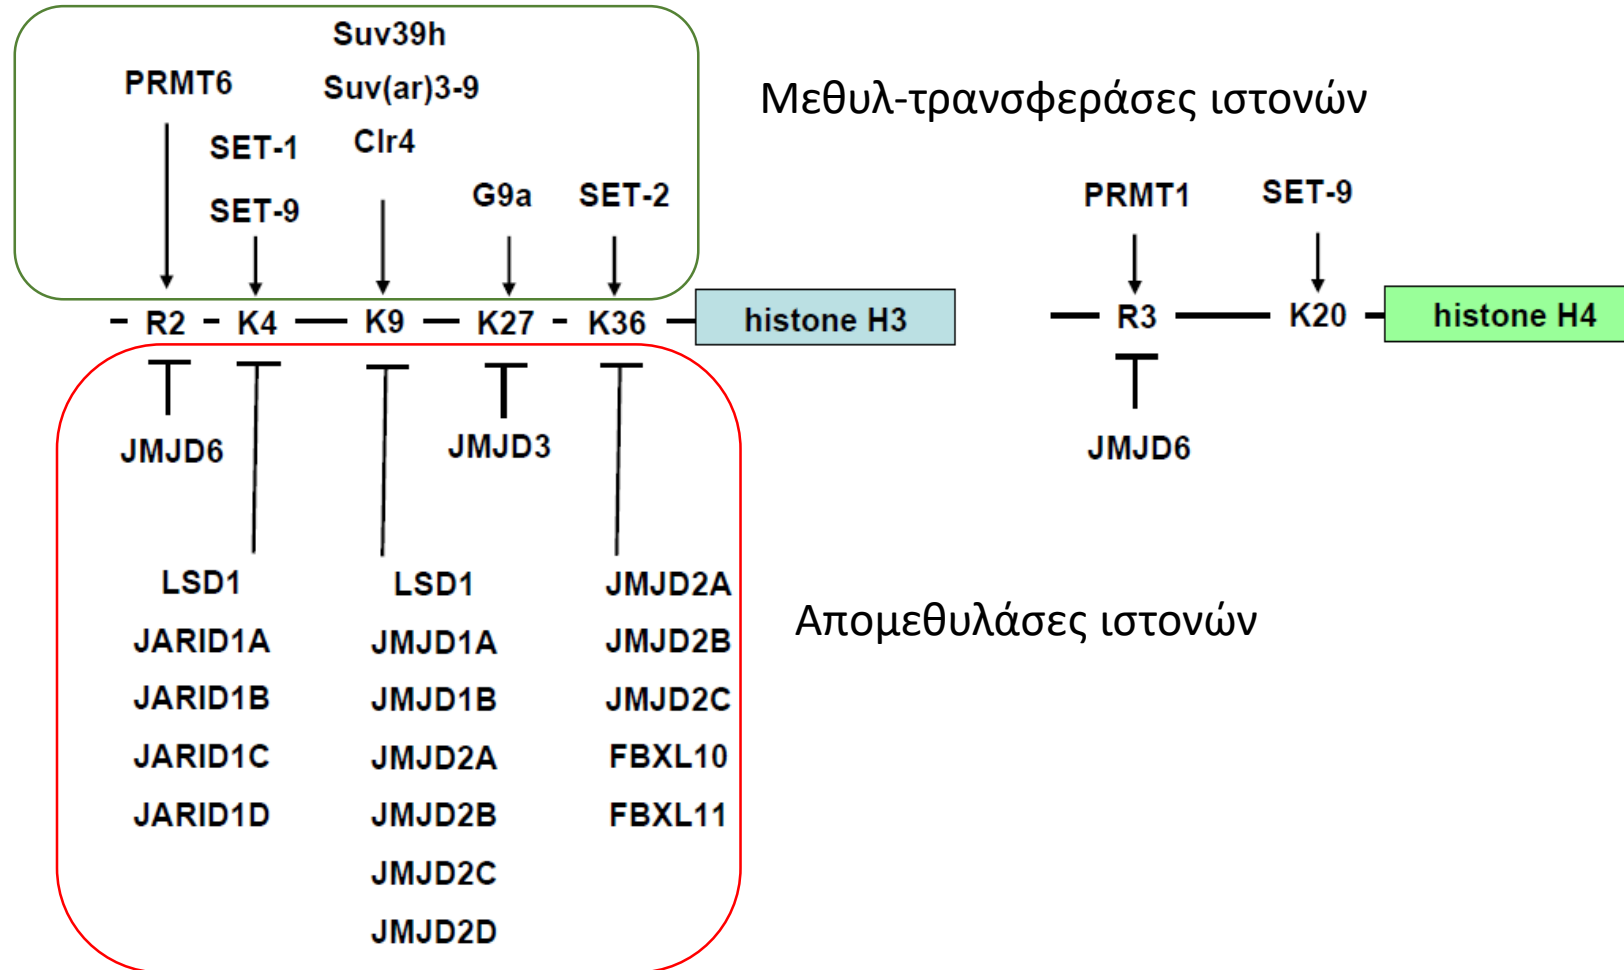 Suv39h
PRMT6
Suv(ar)3-9
Μεθυλ-τρανσφεράσες ιστονών
SET-1
Clr4
SET-9
G9a
SET-2
PRMT1
SET-9
R2
K4
K9
K27
K36
histone H3
R3
K20
histone H4
JMJD6
JMJD3
JMJD6
LSD1
JARID1A
JARID1B
JARID1C
JARID1D
LSD1
JMJD1A
JMJD1B
JMJD2A
JMJD2B
JMJD2C
JMJD2D
JMJD2A
JMJD2B
JMJD2C
FBXL10
FBXL11
Απομεθυλάσες ιστονών